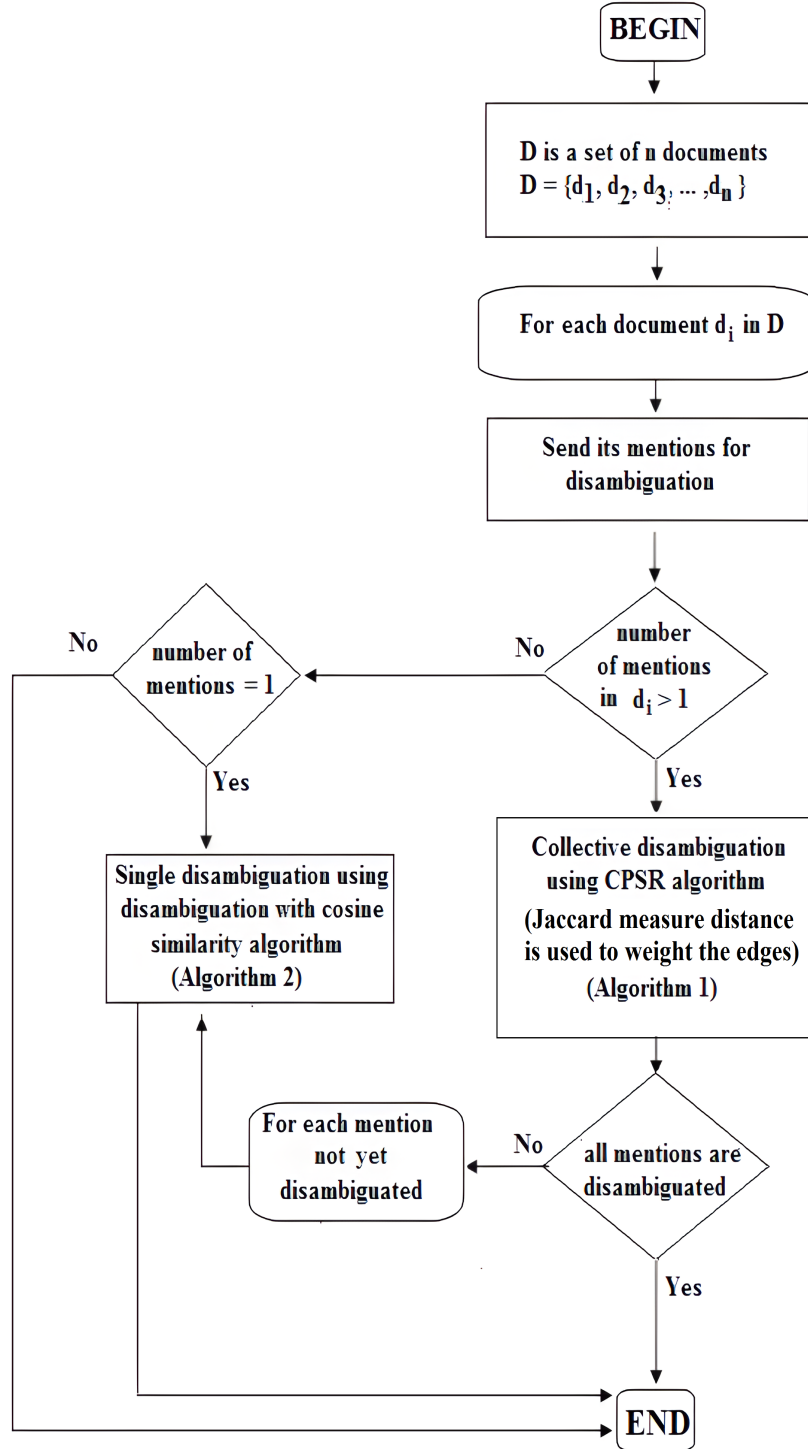 BEGIN
D is a set of n documents
D = {d1, d2, d3, ... ,dn }
For each document di in D
Send its mentions for
disambiguation
number
of mentions
in di > 1
No
Yes
number of
mentions = 1
No
Yes
Single disambiguation using
disambiguation with cosine
similarity algorithm
(Algorithm 2)
Collective disambiguation
using CPSR algorithm
(Jaccard measure distance
is used to weight the edges)
(Algorithm 1)
all mentions are
disambiguated
No
For each mention
not yet
disambiguated
Yes
END